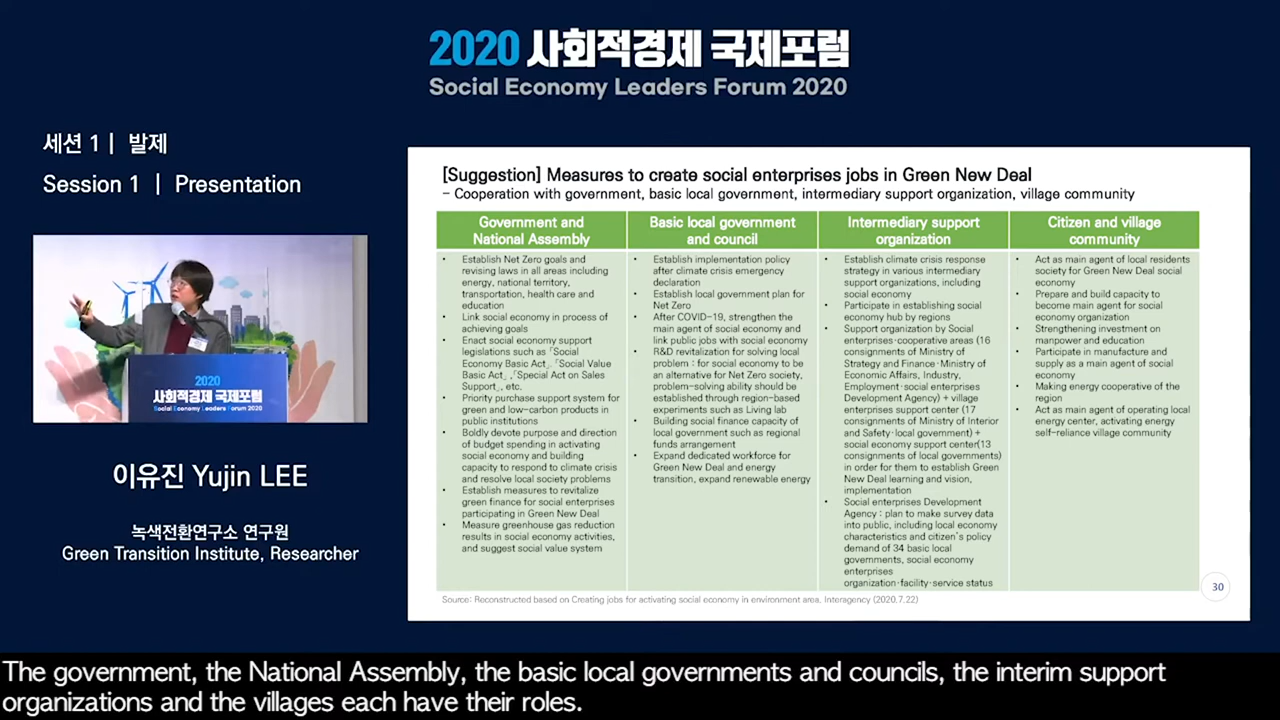 2020 사회적경제 국제포럼
Social Economy Leaders Forum 2020
세션 1 | 발제
Session 1 | Presentation
2020
사회적경제 국제포럼
Social Economy Leaders Forum 2020
이유진 Yujin LEE
녹색전환연구소 연구원
Green Transition Institute, Researcher
[Suggestion] Measures to create social enterprises jobs in Green New Deal
- Cooperation with government, basic local government, intermediary support organization, village community
Government and
National Assembly
• Establish Net Zero goals and
revising laws in all areas including
energy, national territory,
transportation, health care and
education
• Link social economy in process of
achieving goals
• Enact social economy support
legislations such as 「Social
Economy Basic Act」, 「Social Value
Basic Act」, 「Special Act on Sales
Support」, etc.
• Priority purchase support system for
green and low-carbon products in
public institutions
• Boldly devote purpose and direction
of budget spending in activating
social economy and building
capacity to respond to climate crisis
and resolve local society problems
• Establish measures to revitalize
green finance for social enterprises
participating in Green New Deal
• Measure greenhouse gas reduction
results in social economy activities,
and suggest social value system
Basic local government
and council
• Establish implementation policy
after climate crisis emergency
declaration
• Establish local government plan for
Net Zero
• After COVID-19, strengthen the
main agent of social economy and
link public jobs with social economy
• R&D revitalization for solving local
problem : for social economy to be
an alternative for Net Zero society,
problem-solving ability should be
established through region-based
experiments such as Living lab
• Building social finance capacity of
local government such as regional
funds arrangement
• Expand dedicated workforce for
Green New Deal and energy
transition, expand renewable energy
Intermediary support
organization
• Establish climate crisis response
strategy in various intermediary
support organizations, including
social economy
• Participate in establishing social
economy hub by regions
• Support organization by Social
enterprises·cooperative areas (16
consignments of Ministry of
Strategy and Finance·Ministry of
Economic Affairs, Industry,
Employment·social enterprises
Development Agency) + village
enterprises support center (17
consignments of Ministry of Interior
and Safety·local government) +
social economy support center(13
consignments of local governments)
in order for them to establish Green
New Deal learning and vision,
implementation
• Social enterprises Development
Agency : plan to make survey data
into public, including local economy
characteristics and citizen's policy
demand of 34 basic local
governments, social economy
enterprises
organization·facility·service status
Citizen and village
community
• Act as main agent of local residents
society for Green New Deal social
economy
• Prepare and build capacity to
become main agent for social
economy organization
• Strengthening investment on
manpower and education
• Participate in manufacture and
supply as a main agent of social
economy
• Making energy cooperative of the
region
• Act as main agent of operating local
energy center, activating energy
self-reliance village community
30
Source: Reconstructed based on Creating jobs for activating social economy in environment area, Interagency (2020.7.22)
The government, the National Assembly, the basic local governments and councils, the interim support
organizations and the villages each have their roles.